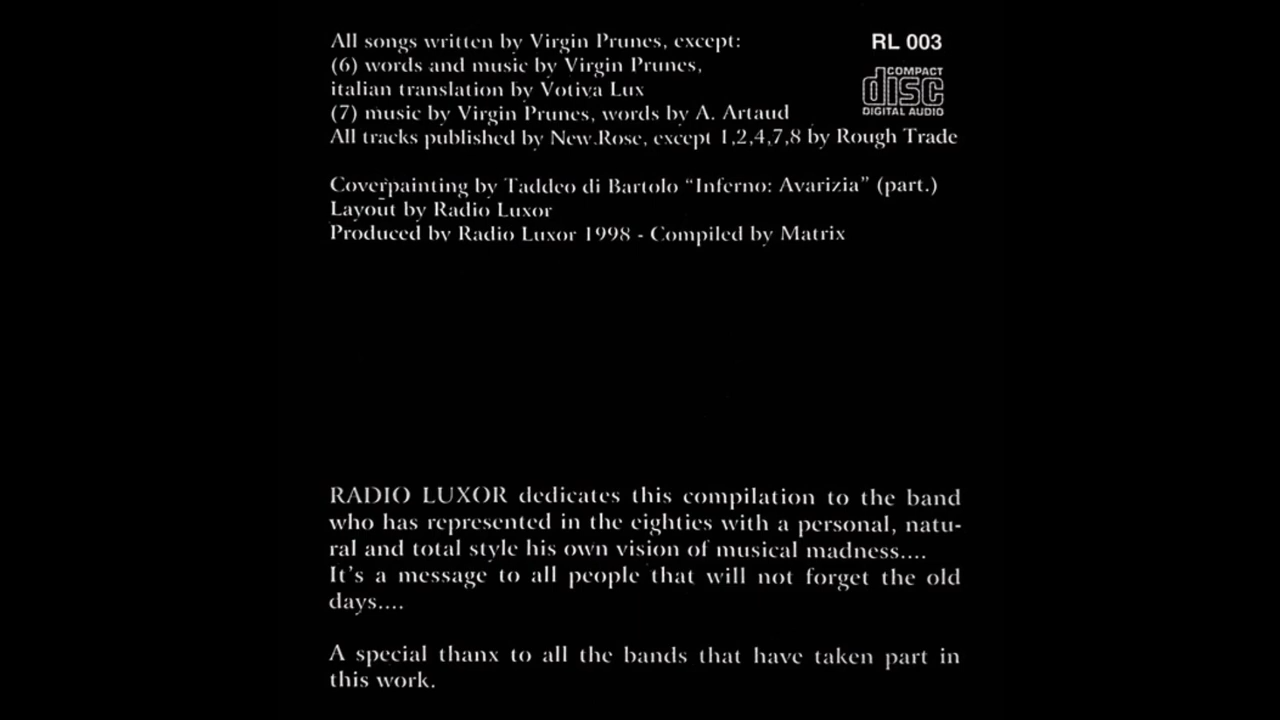 All songs written by Virgin Prunes, except:
RL 003
(6) words and music by Virgin Prunes,
COMPACT
disc
DIGITAL AUDIO
italian translation by Votiva Lux
(7) music by Virgin Prunes, words by A. Artaud
All tracks published by New.Rose, except 1,2,4,7,8 by Rough Trade
Coverpainting by Taddeo di Bartolo “Inferno: Avarizia” (part.)
Layout by Radio Luxor
Produced by Radio Luxor 1998 - Compiled by Matrix
RADIO LUXOR dedicates this compilation to the band
who has represented in the eighties with a personal, natu-
ral and total style his own vision of musical madness....
It's a message to all people that will not forget the old
days....
A special thanx to all the bands that have taken part in
this work.